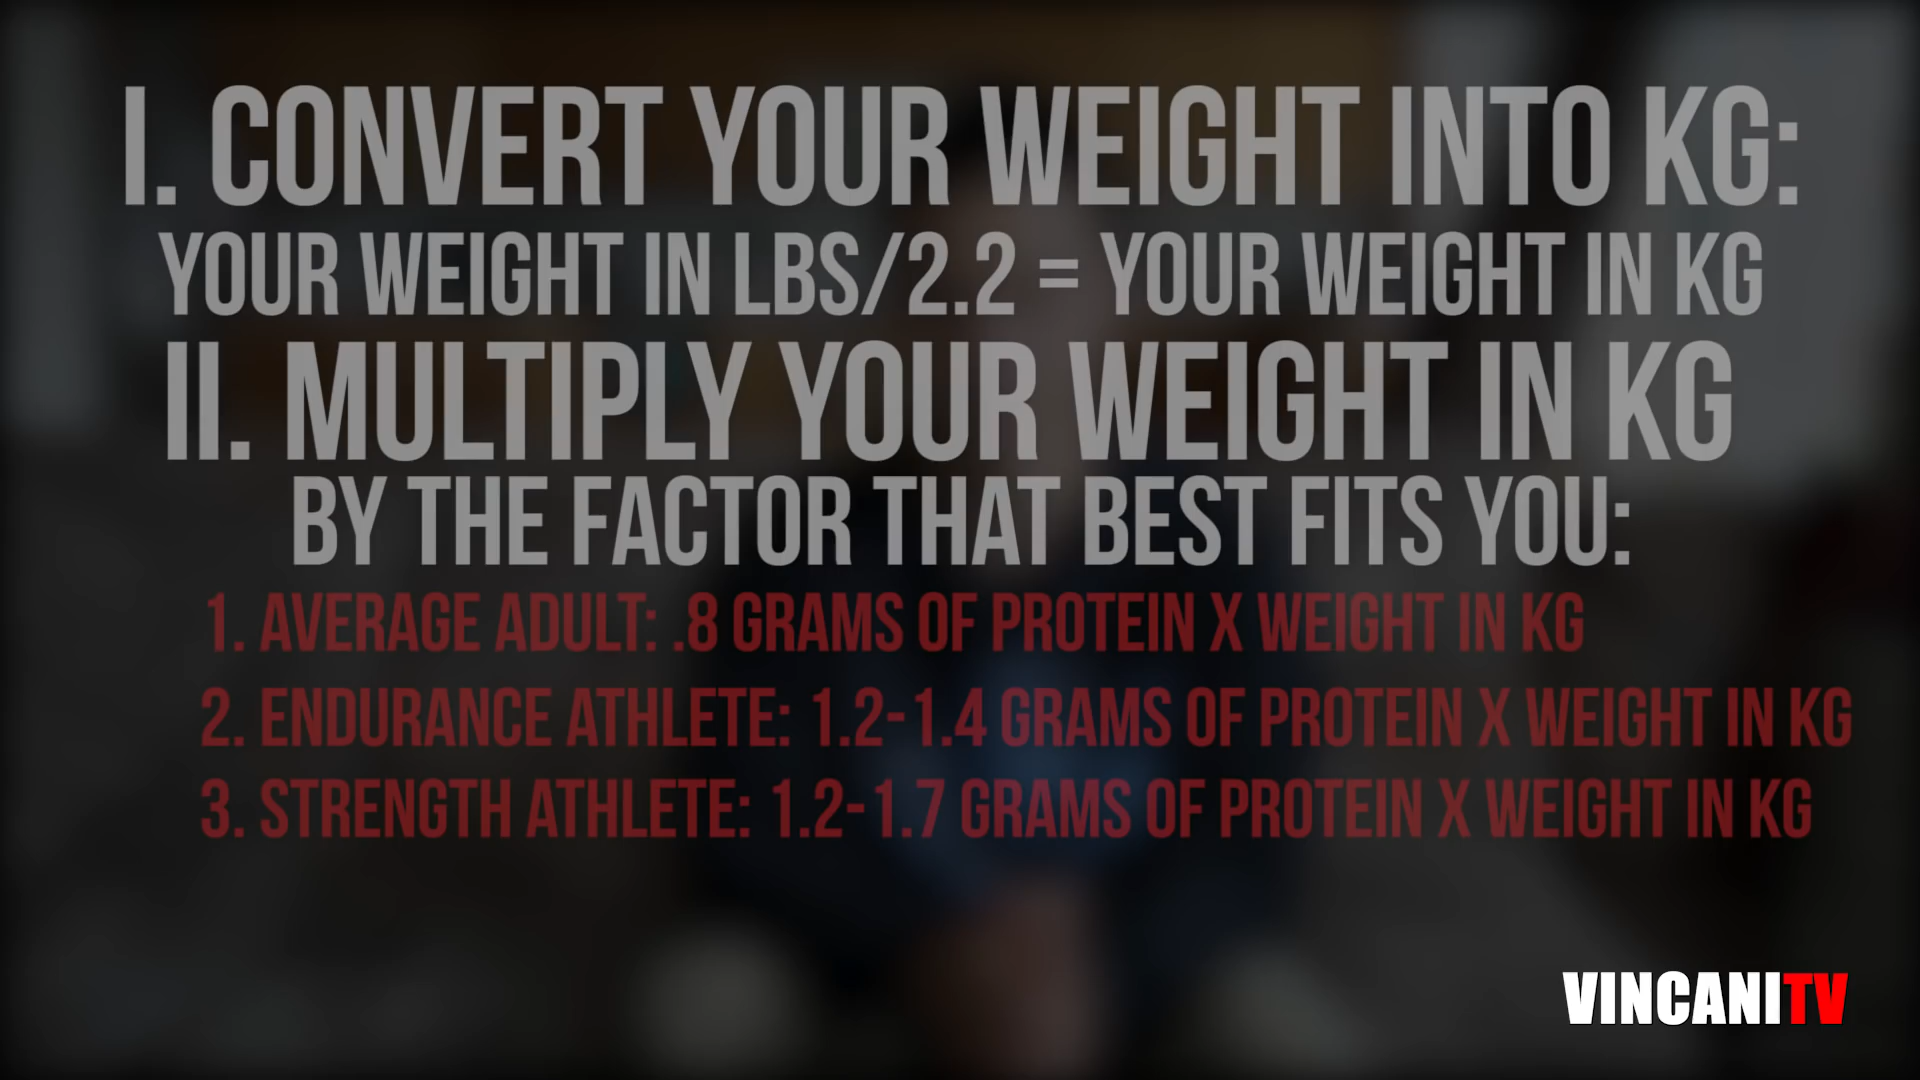 I. CONVERT YOUR WEIGHT INTO KG:
YOUR WEIGHT IN LBS/2.2 = YOUR WEIGHT IN KG
II. MULTIPLY YOUR WEIGHT IN KG
BY THE FACTOR THAT BEST FITS YOU:
1. AVERAGE ADULT: .8 GRAMS OF PROTEIN X WEIGHT IN KG
2. ENDURANCE ATHLETE: 1.2-1.4 GRAMS OF PROTEIN X WEIGHT IN KG
3. STRENGTH ATHLETE: 1.2-1.7 GRAMS OF PROTEIN X WEIGHT IN KG
VINCANITV